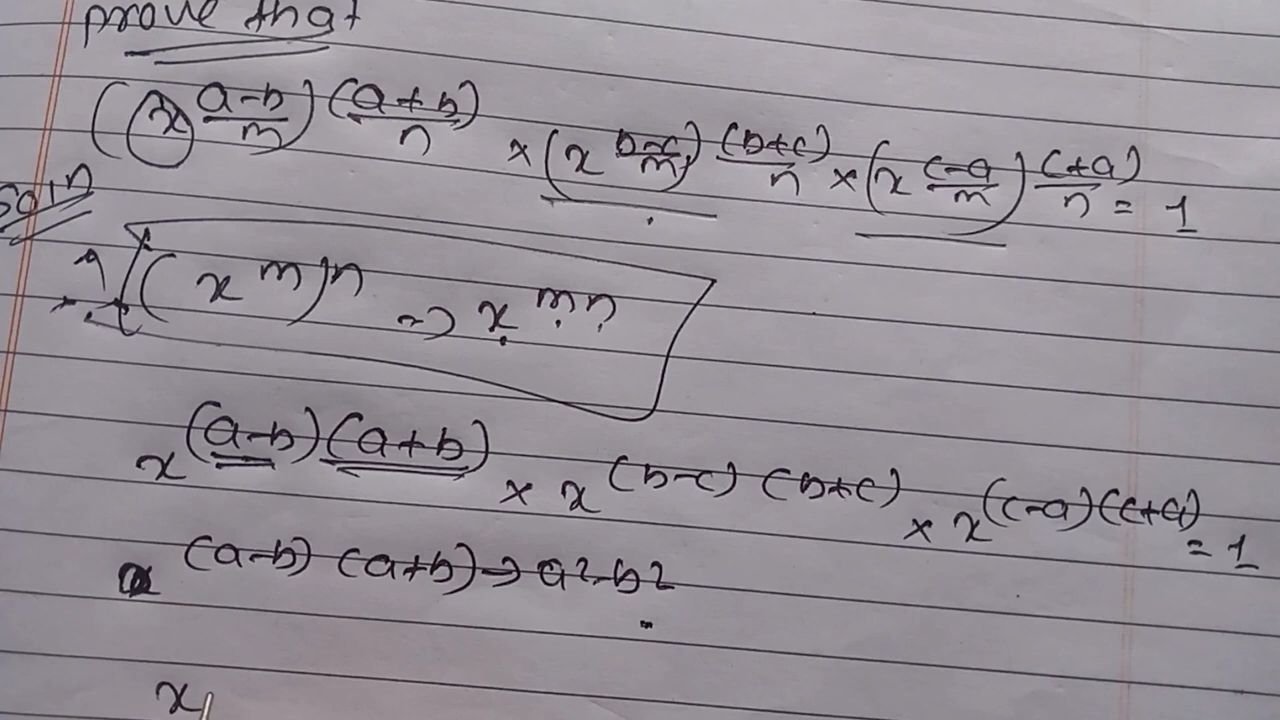 prove that
(x^(a-b)/m)^(a+b)/n × (x^(b-c)/m)^(b+c)/n × (x^(c-a)/m)^(c+a)/n = 1
Soln
(x^m)^n => x^mn
x^(a-b)(a+b) × x^(b-c)(b+c) × x^(c-a)(c+a) = 1
(a-b)(a+b) → a²-b²
x